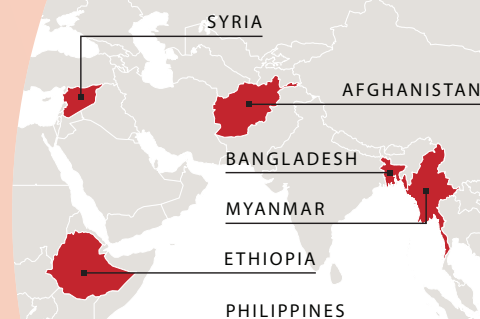 SYRIA
AFGHANISTAN
BANGLADESH
MYANMAR
ETHIOPIA
PHILIPPINES